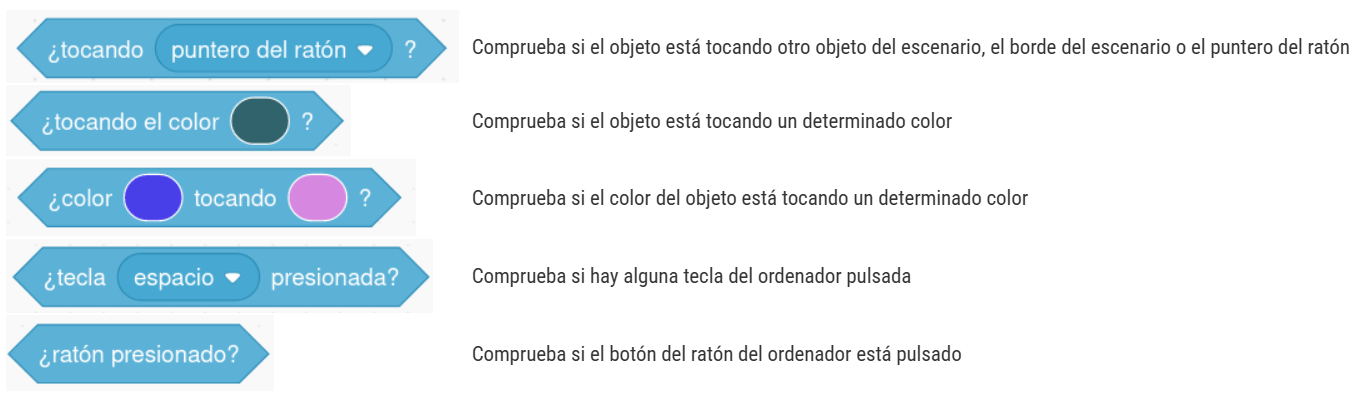 ¿tocando puntero del ratón ? Comprueba si el objeto está tocando otro objeto del escenario, el borde del escenario o el puntero del ratón
¿tocando el color ? Comprueba si el objeto está tocando un determinado color
¿color tocando ? Comprueba si el color del objeto está tocando un determinado color
¿tecla espacio presionada? Comprueba si hay alguna tecla del ordenador pulsada
¿ratón presionado? Comprueba si el botón del ratón del ordenador está pulsado